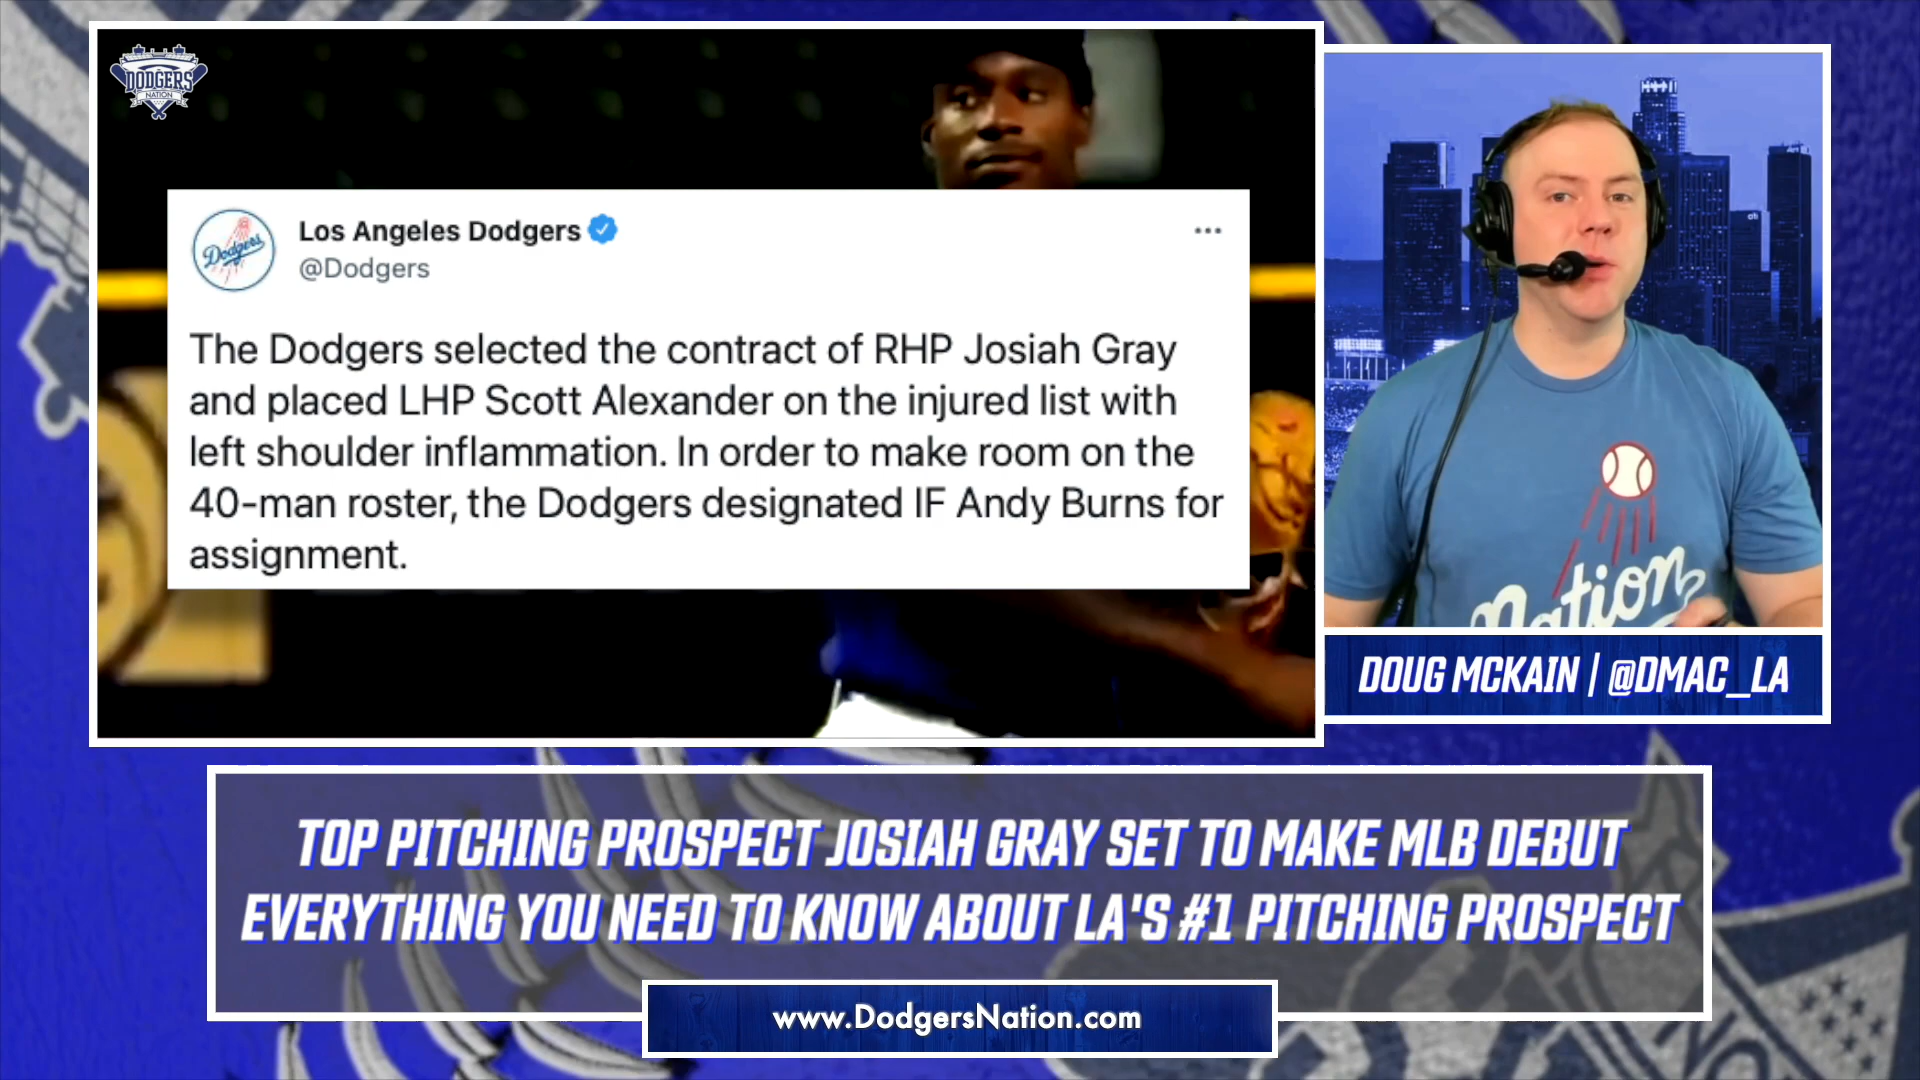 DODGERS
NATION
Dodgers
Los Angeles Dodgers
@Dodgers
The Dodgers selected the contract of RHP Josiah Gray
and placed LHP Scott Alexander on the injured list with
left shoulder inflammation. In order to make room on the
40-man roster, the Dodgers designated IF Andy Burns for
assignment.
Nation
DOUG MCKAIN | @DMAC_LA
TOP PITCHING PROSPECT JOSIAH GRAY SET TO MAKE MLB DEBUT
EVERYTHING YOU NEED TO KNOW ABOUT LA'S #1 PITCHING PROSPECT
www.DodgersNation.com